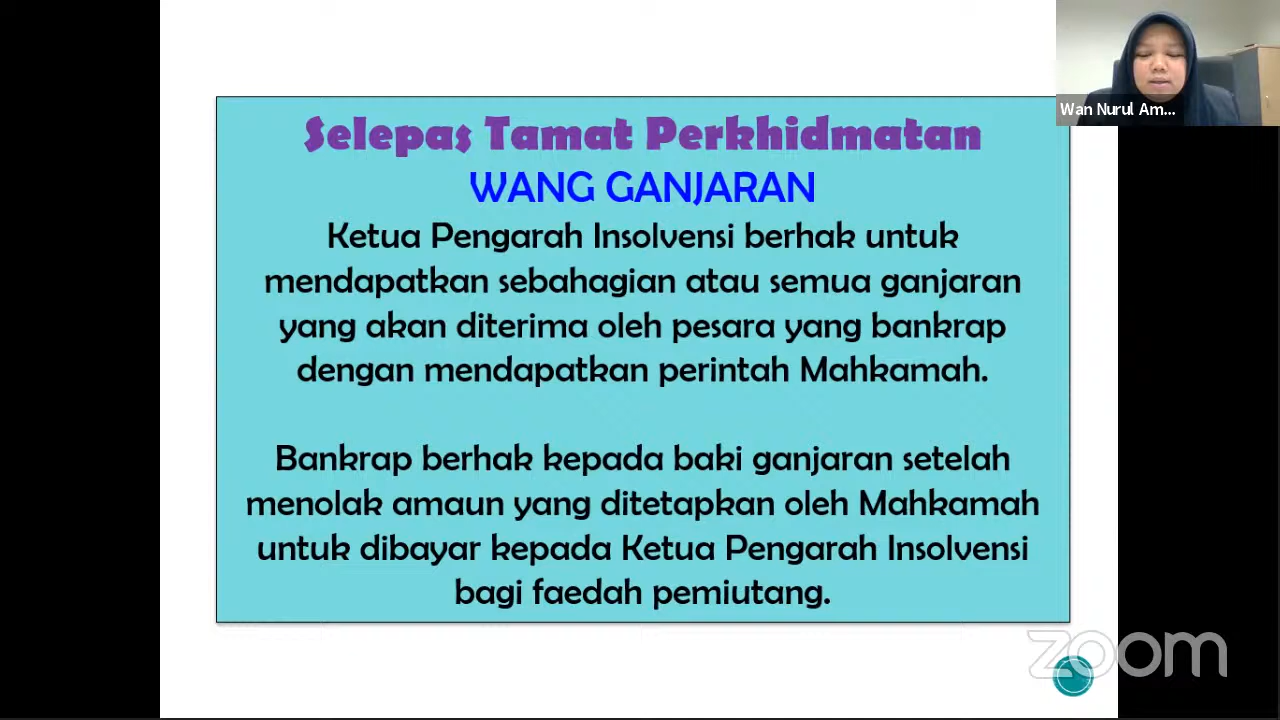 Selepas Tamat Perkhidmatan
WANG GANJARAN
Ketua Pengarah Insolvensi berhak untuk
mendapatkan sebahagian atau semua ganjaran
yang akan diterima oleh pesara yang bankrap
dengan mendapatkan perintah Mahkamah.
Bankrap berhak kepada baki ganjaran setelah
menolak amaun yang ditetapkan oleh Mahkamah
untuk dibayar kepada Ketua Pengarah Insolvensi
bagi faedah pemiutang.
Wan Nurul Am...
zoom